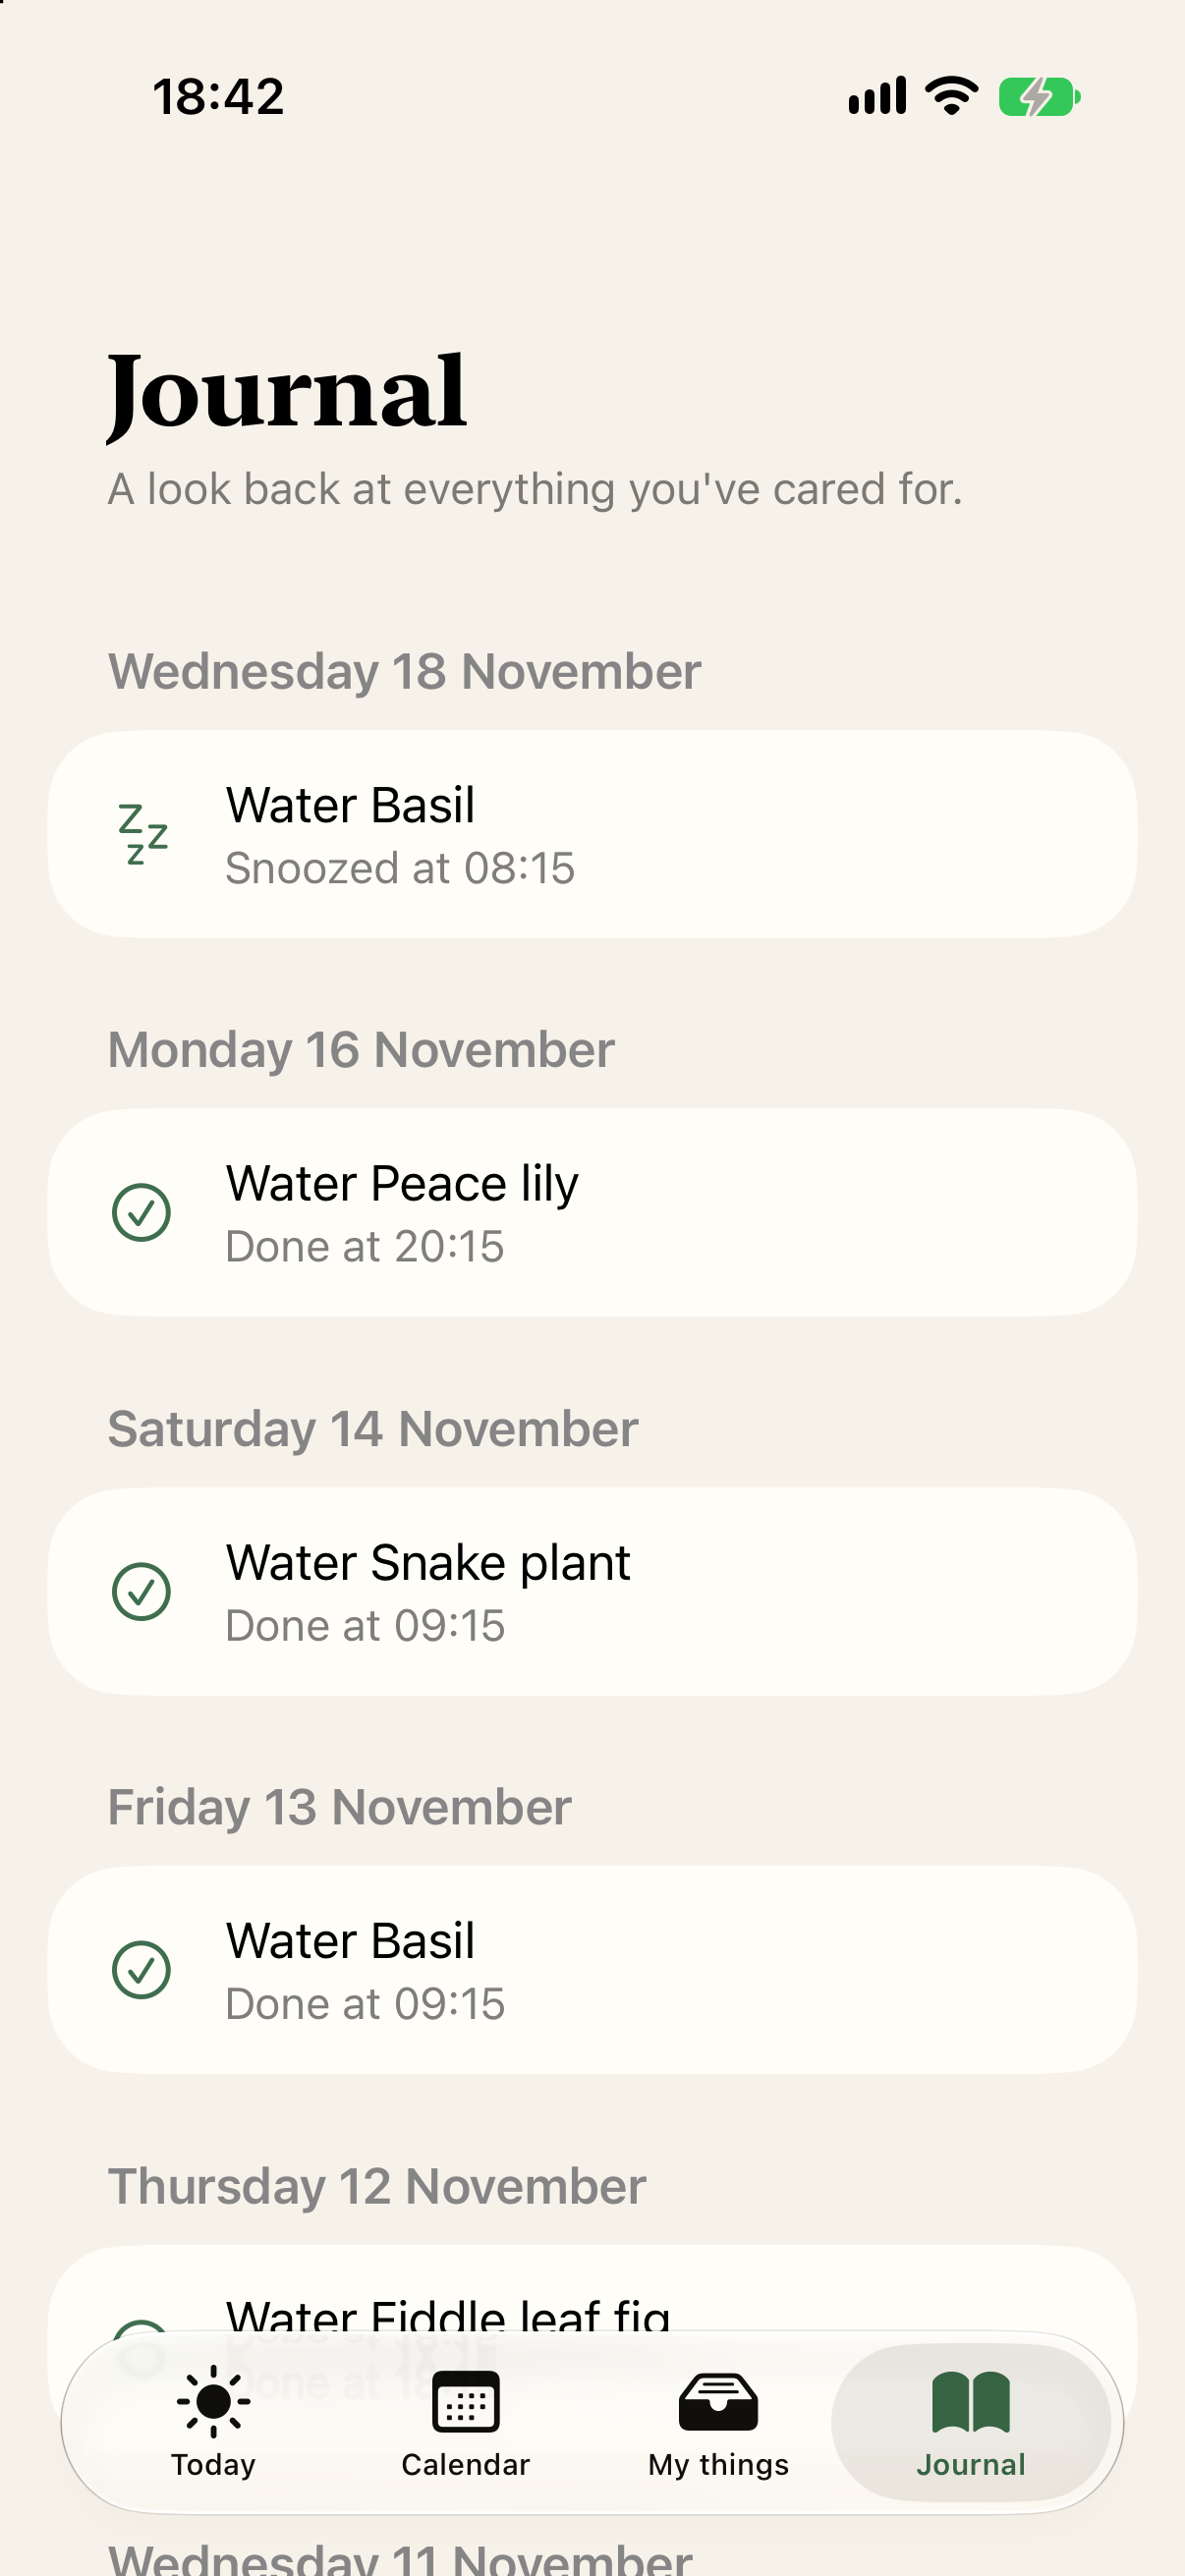 18:42
Journal
A look back at everything you've cared for.
Wednesday 18 November
Water Basil
Snoozed at 08:15
Monday 16 November
Water Peace lily
Done at 20:15
Saturday 14 November
Water Snake plant
Done at 09:15
Friday 13 November
Water Basil
Done at 09:15
Thursday 12 November
Water Fiddle leaf fig
Done at
Today
Calendar
My things
Journal
Wednesday 11 November